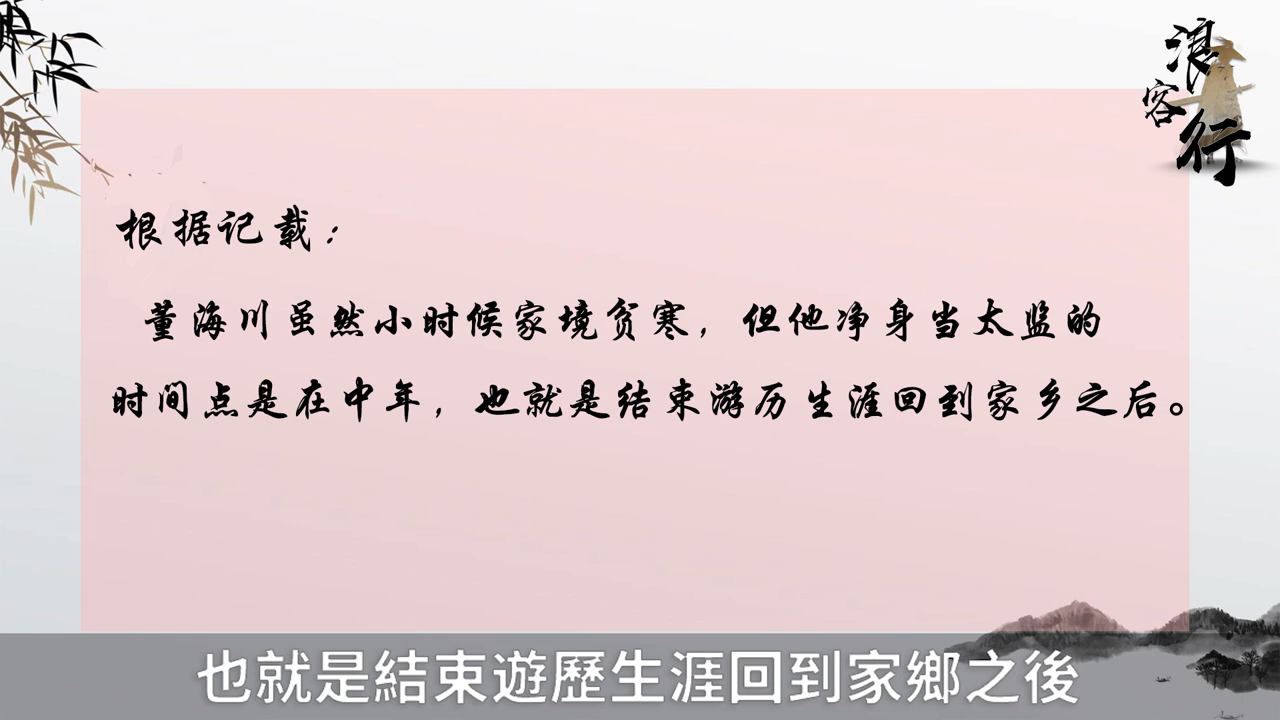 浪客行
根据记载：
董海川虽然小时候家境贫寒，但他净身当太监的
时间点是在中年，也就是结束游历生涯回到家乡之后。
也就是結束遊歷生涯回到家鄉之後